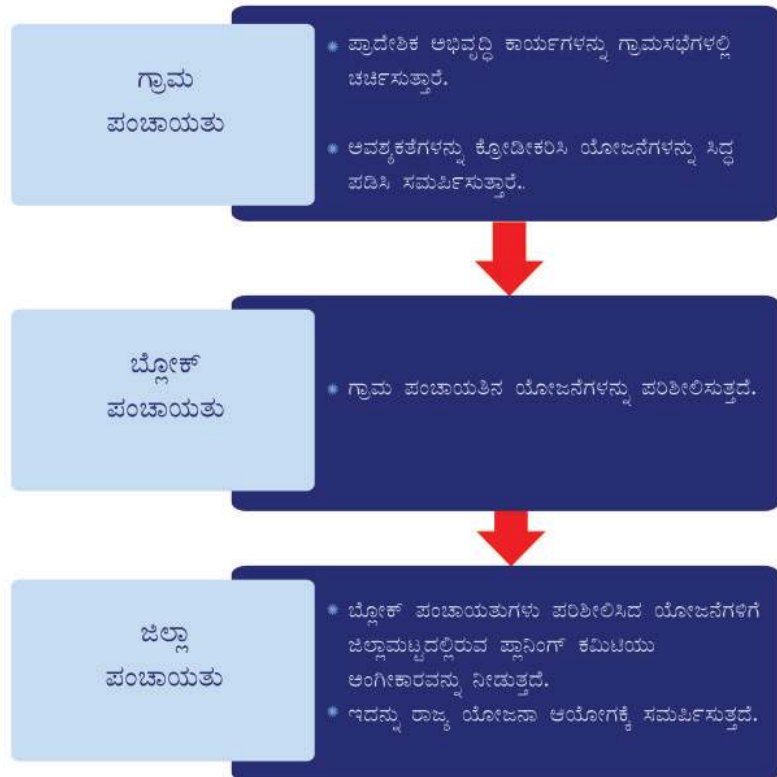 ಗ್ರಾಮ
ಪಂಚಾಯತು
ಪ್ರಾದೇಶಿಕ ಅಭಿವೃದ್ಧಿ ಕಾರ್ಯಗಳನ್ನು ಗ್ರಾಮಸಭೆಗಳಲ್ಲಿ
ಚರ್ಚಿಸುತ್ತಾರೆ.
ಅವಶ್ಯಕತೆಗಳನ್ನು ಕ್ರೋಡೀಕರಿಸಿ ಯೋಜನೆಗಳನ್ನು ಸಿದ್ಧ
ಪಡಿಸಿ ಸಮರ್ಪಿಸುತ್ತಾರೆ..
ಬ್ಲೋಕ್
ಪಂಚಾಯತು
ಗ್ರಾಮ ಪಂಚಾಯತಿನ ಯೋಜನೆಗಳನ್ನು ಪರಿಶೀಲಿಸುತ್ತದೆ.
ಜಿಲ್ಲಾ
ಪಂಚಾಯತು
ಬ್ಲೋಕ್ ಪಂಚಾಯತುಗಳು ಪರಿಶೀಲಿಸಿದ ಯೋಜನೆಗಳಿಗೆ
ಜಿಲ್ಲಾಮಟ್ಟದಲ್ಲಿರುವ ಪ್ಲಾನಿಂಗ್ ಕಮಿಟಿಯು
ಅಂಗೀಕಾರವನ್ನು ನೀಡುತ್ತದೆ.
ಇದನ್ನು ರಾಜ್ಯ ಯೋಜನಾ ಆಯೋಗಕ್ಕೆ ಸಮರ್ಪಿಸುತ್ತದೆ.